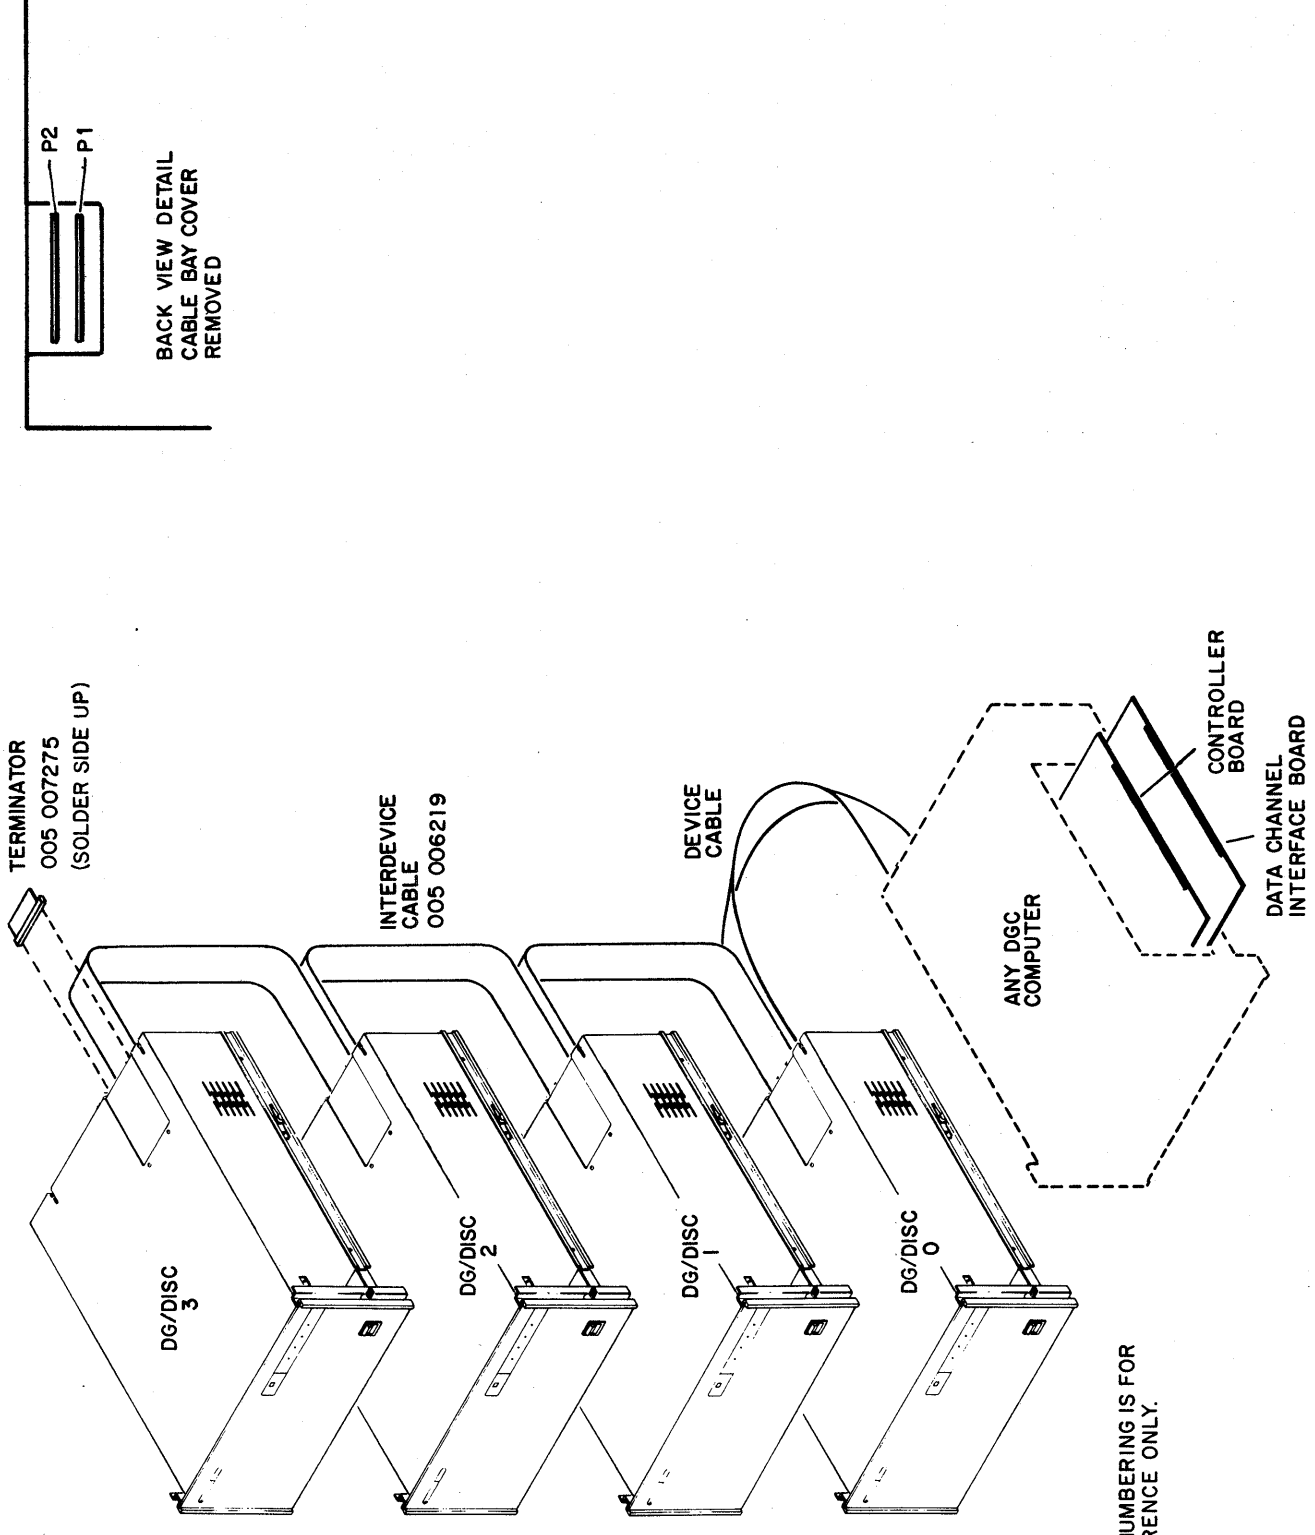 TERMINATOR
005 007275
(SOLDER SIDE UP)
P2
P1
BACK VIEW DETAIL
CABLE BAY COVER
REMOVED
INTERDEVICE
CABLE
005 006219
DEVICE
CABLE
DG/DISC
3
DG/DISC
2
DG/DISC
1
DG/DISC
0
ANY DGC
COMPUTER
CONTROLLER
BOARD
DATA CHANNEL
INTERFACE BOARD
UMBERING IS FOR
RENCE ONLY.